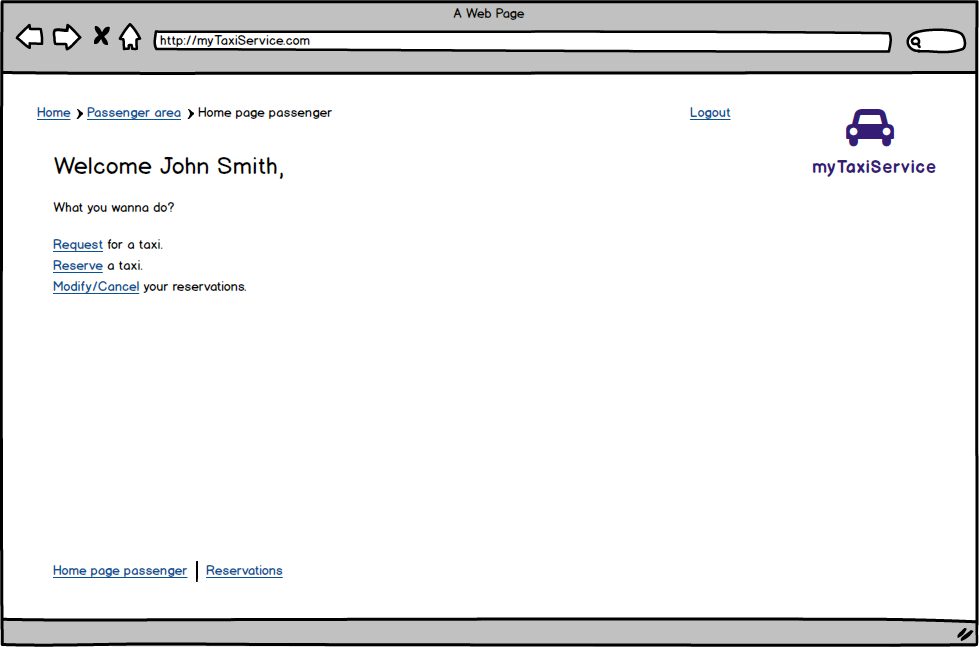 A Web Page
http://myTaxiService.com
Home Passenger area Home page passenger Logout
myTaxiService
Welcome John Smith,
What you wanna do?
Request for a taxi.
Reserve a taxi.
Modify/Cancel your reservations.
Home page passenger Reservations